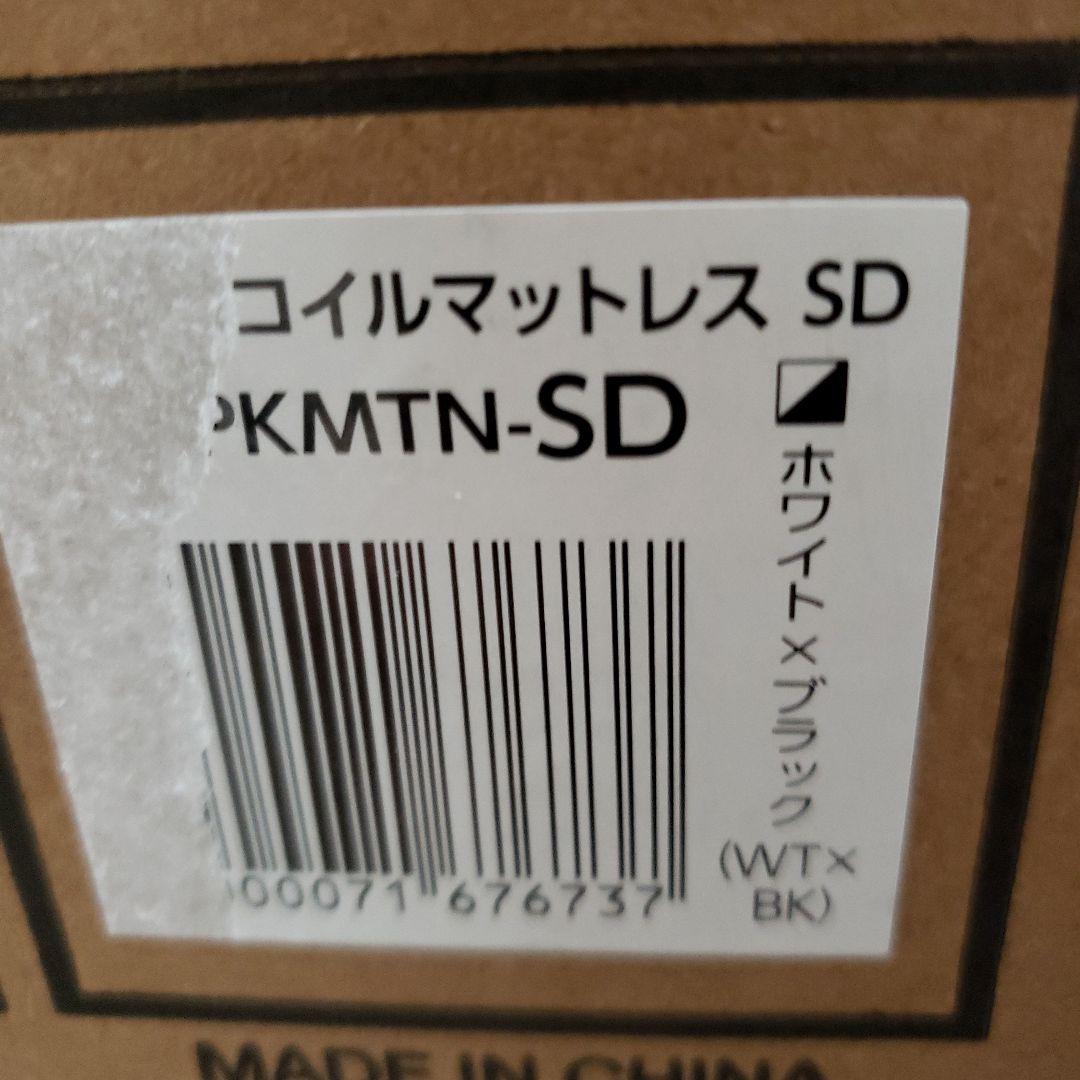 コイルマットレス SD
PKMTN-SD
ホワイト×ブラック
(WT×
BK)
000071 676737
MADE IN CHINA